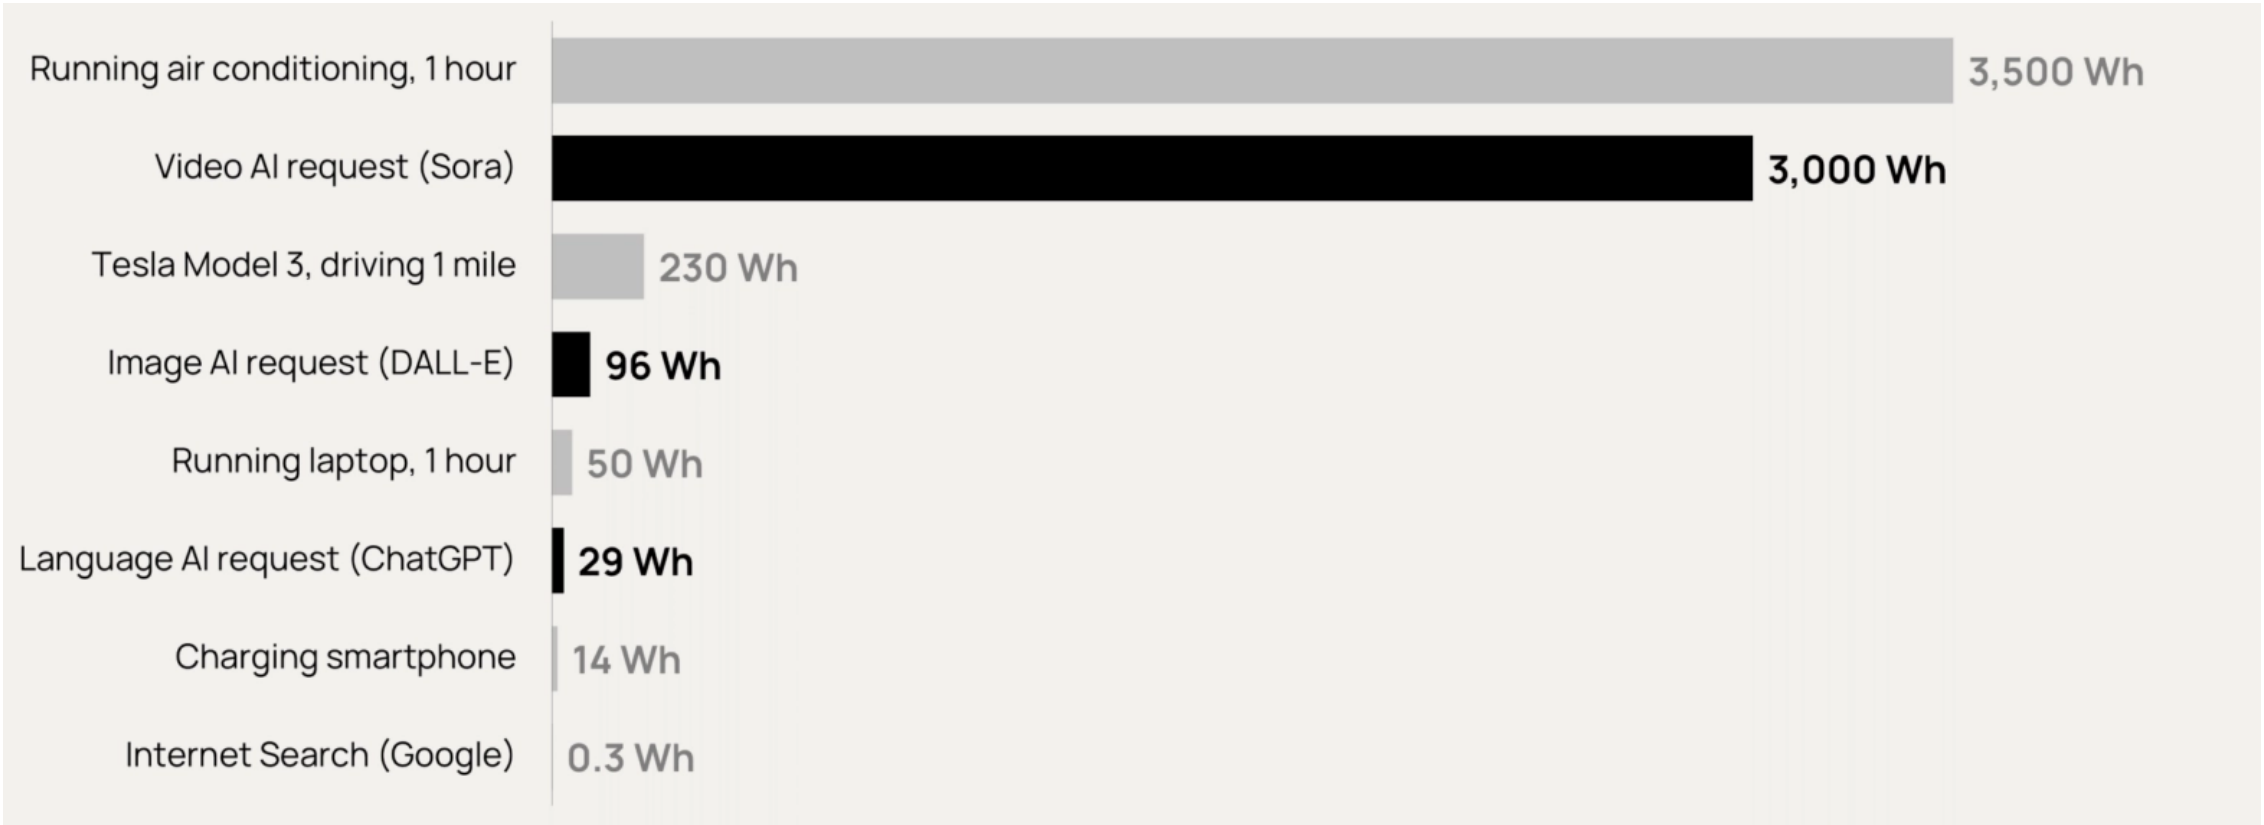 Running air conditioning, 1 hour 3,500 Wh
Video AI request (Sora) 3,000 Wh
Tesla Model 3, driving 1 mile 230 Wh
Image AI request (DALL-E) 96 Wh
Running laptop, 1 hour 50 Wh
Language AI request (ChatGPT) 29 Wh
Charging smartphone 14 Wh
Internet Search (Google) 0.3 Wh